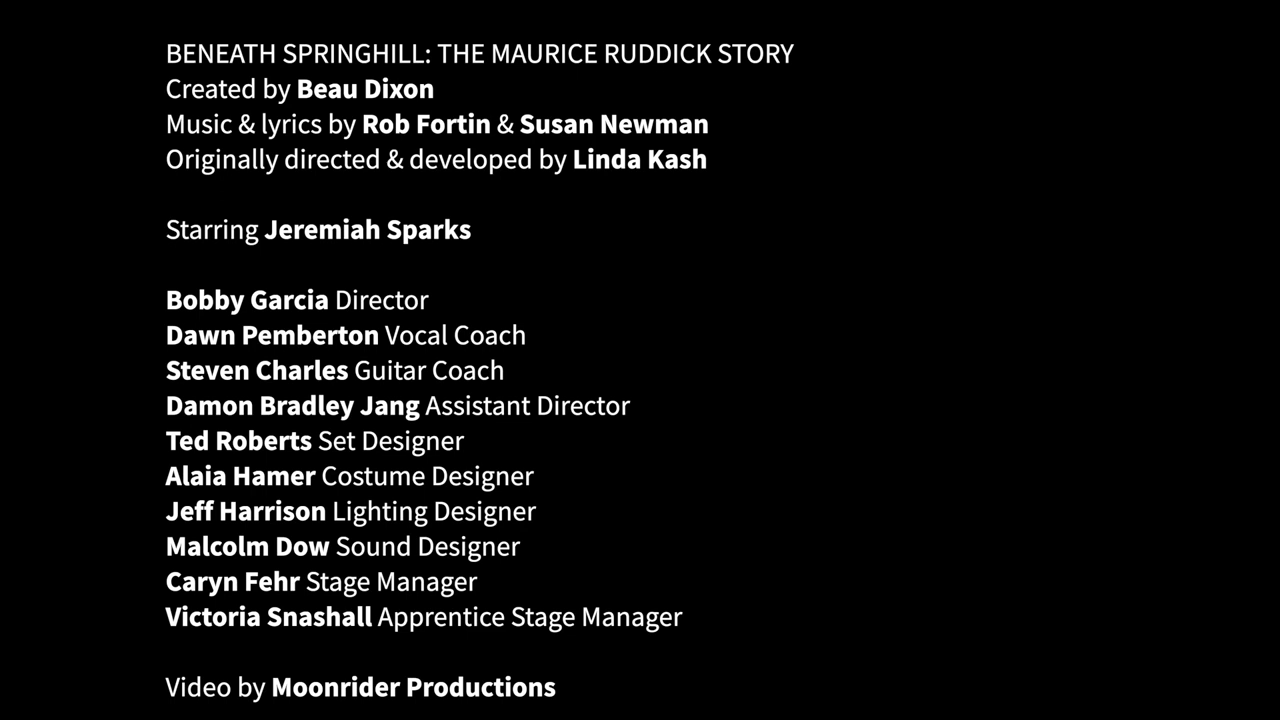 BENEATH SPRINGHILL: THE MAURICE RUDDICK STORY
Created by Beau Dixon
Music & lyrics by Rob Fortin & Susan Newman
Originally directed & developed by Linda Kash
Starring Jeremiah Sparks
Bobby Garcia Director
Dawn Pemberton Vocal Coach
Steven Charles Guitar Coach
Damon Bradley Jang Assistant Director
Ted Roberts Set Designer
Alaia Hamer Costume Designer
Jeff Harrison Lighting Designer
Malcolm Dow Sound Designer
Caryn Fehr Stage Manager
Victoria Snashall Apprentice Stage Manager
Video by Moonrider Productions